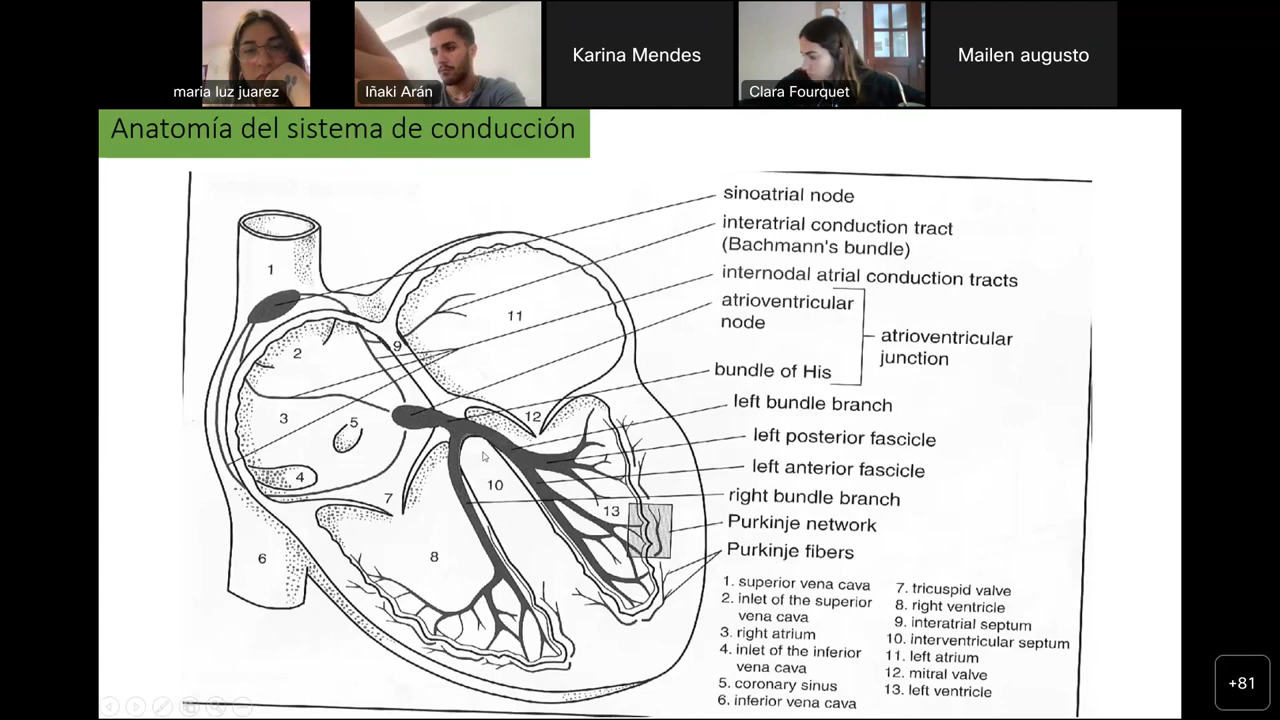 maria luz juarez
Iñaki Arán
Karina Mendes
Clara Fourquet
Mailen augusto
Anatomía del sistema de conducción
sinoatrial node
interatrial conduction tract
(Bachmann's bundle)
internodal atrial conduction tracts
atrioventricular
node
atrioventricular
junction
bundle of His
left bundle branch
left posterior fascicle
left anterior fascicle
right bundle branch
Purkinje network
Purkinje fibers
1
2
3
4
5
6
7
8
9
10
11
12
13
1. superior vena cava
2. inlet of the superior
vena cava
3. right atrium
4. inlet of the inferior
vena cava
5. coronary sinus
6. inferior vena cava
7. tricuspid valve
8. right ventricle
9. interatrial septum
10. interventricular septum
11. left atrium
12. mitral valve
13. left ventricle
+81